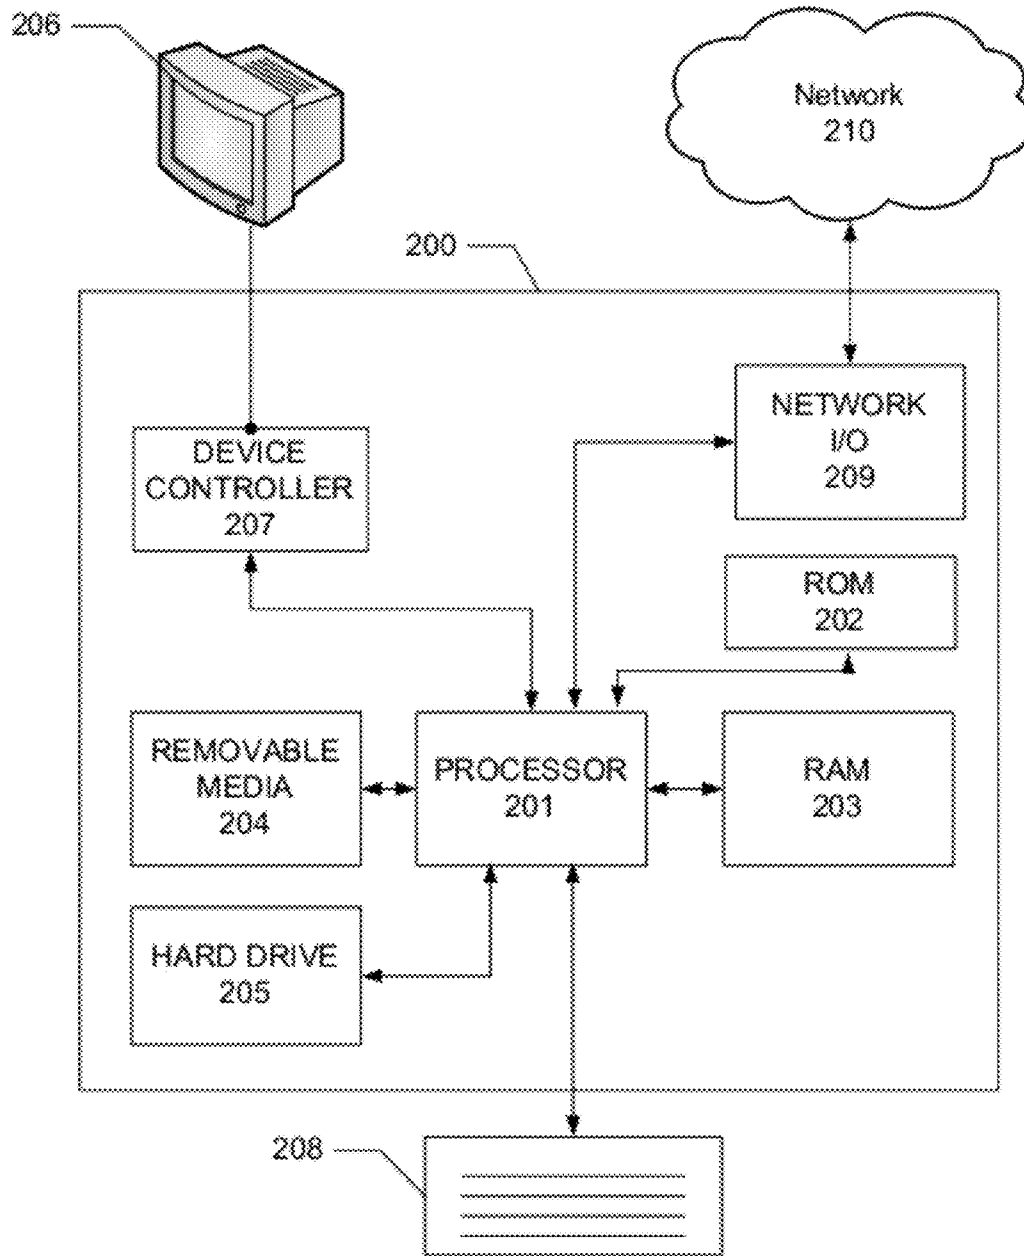 206
Network
210
200
NETWORK
I/O
209
DEVICE
CONTROLLER
207
ROM
202
REMOVABLE
MEDIA
204
PROCESSOR
201
RAM
203
HARD DRIVE
205
208